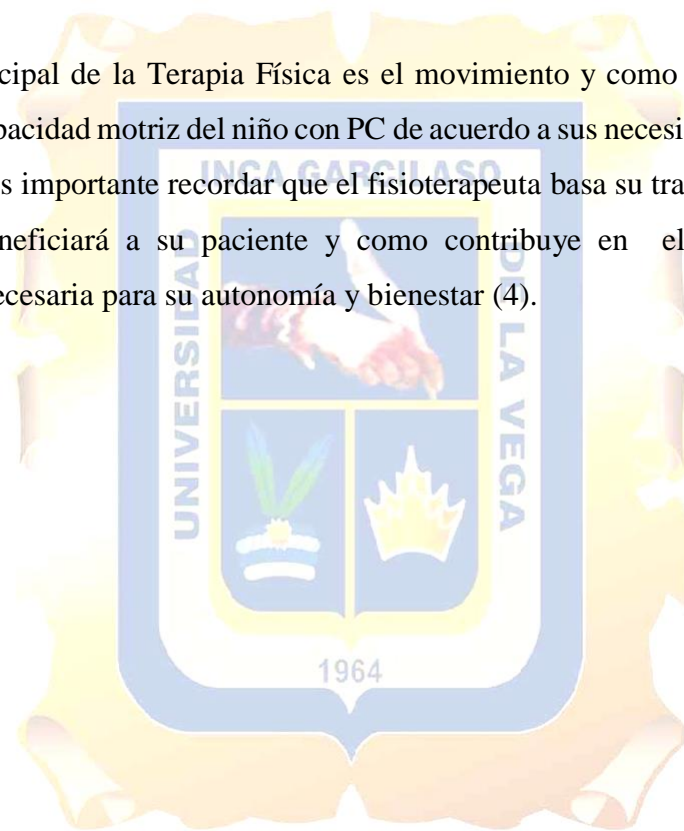 cipal de la Terapia Física es el movimiento y como
pacidad motriz del niño con PC de acuerdo a sus necesi
s importante recordar que el fisioterapeuta basa su tra
neficiará a su paciente y como contribuye en el
ecesaria para su autonomía y bienestar (4).
INCA GARCILASO
UNIVERSIDAD
DE LA VEGA
1964